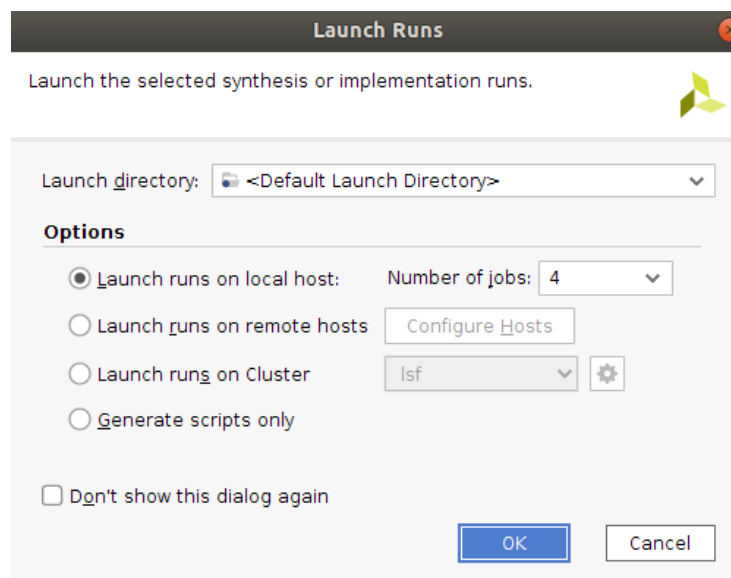 Launch Runs
Launch the selected synthesis or implementation runs.
Launch directory: <Default Launch Directory>
Options
Launch runs on local host: Number of jobs: 4
Launch runs on remote hosts Configure Hosts
Launch runs on Cluster lsf
Generate scripts only
Don't show this dialog again
OK Cancel